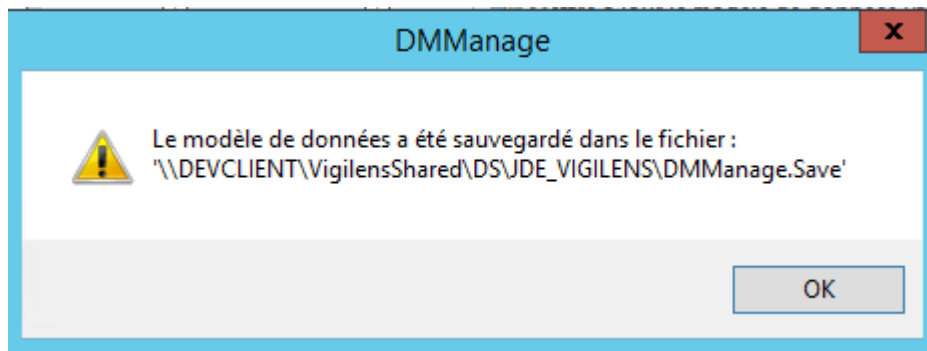 DMManage
x
Le modèle de données a été sauvegardé dans le fichier :
'\\DEVCLIENT\VigilensShared\DS\JDE_VIGILENS\DMManage.Save'
OK